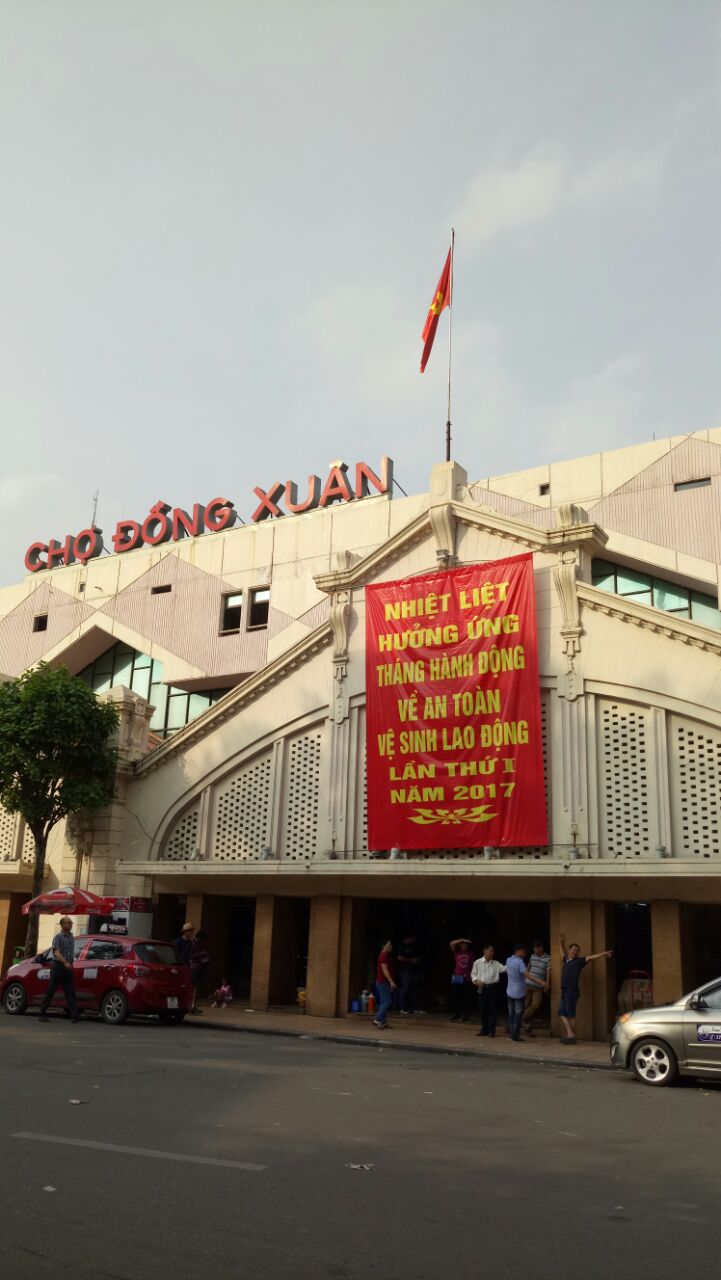 CHỢ ĐỒNG XUÂN
NHIỆT LIỆT
HƯỞNG ỨNG
THÁNG HÀNH ĐỘNG
VỀ AN TOÀN
VỆ SINH LAO ĐỘNG
LẦN THỨ I
NĂM 2017